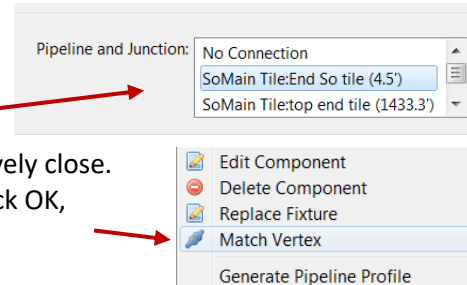 Pipeline and Junction:
No Connection
SoMain Tile:End So tile (4.5')
SoMain Tile:top end tile (1433.3')
vely close.
ck OK,
Edit Component
Delete Component
Replace Fixture
Match Vertex
Generate Pipeline Profile